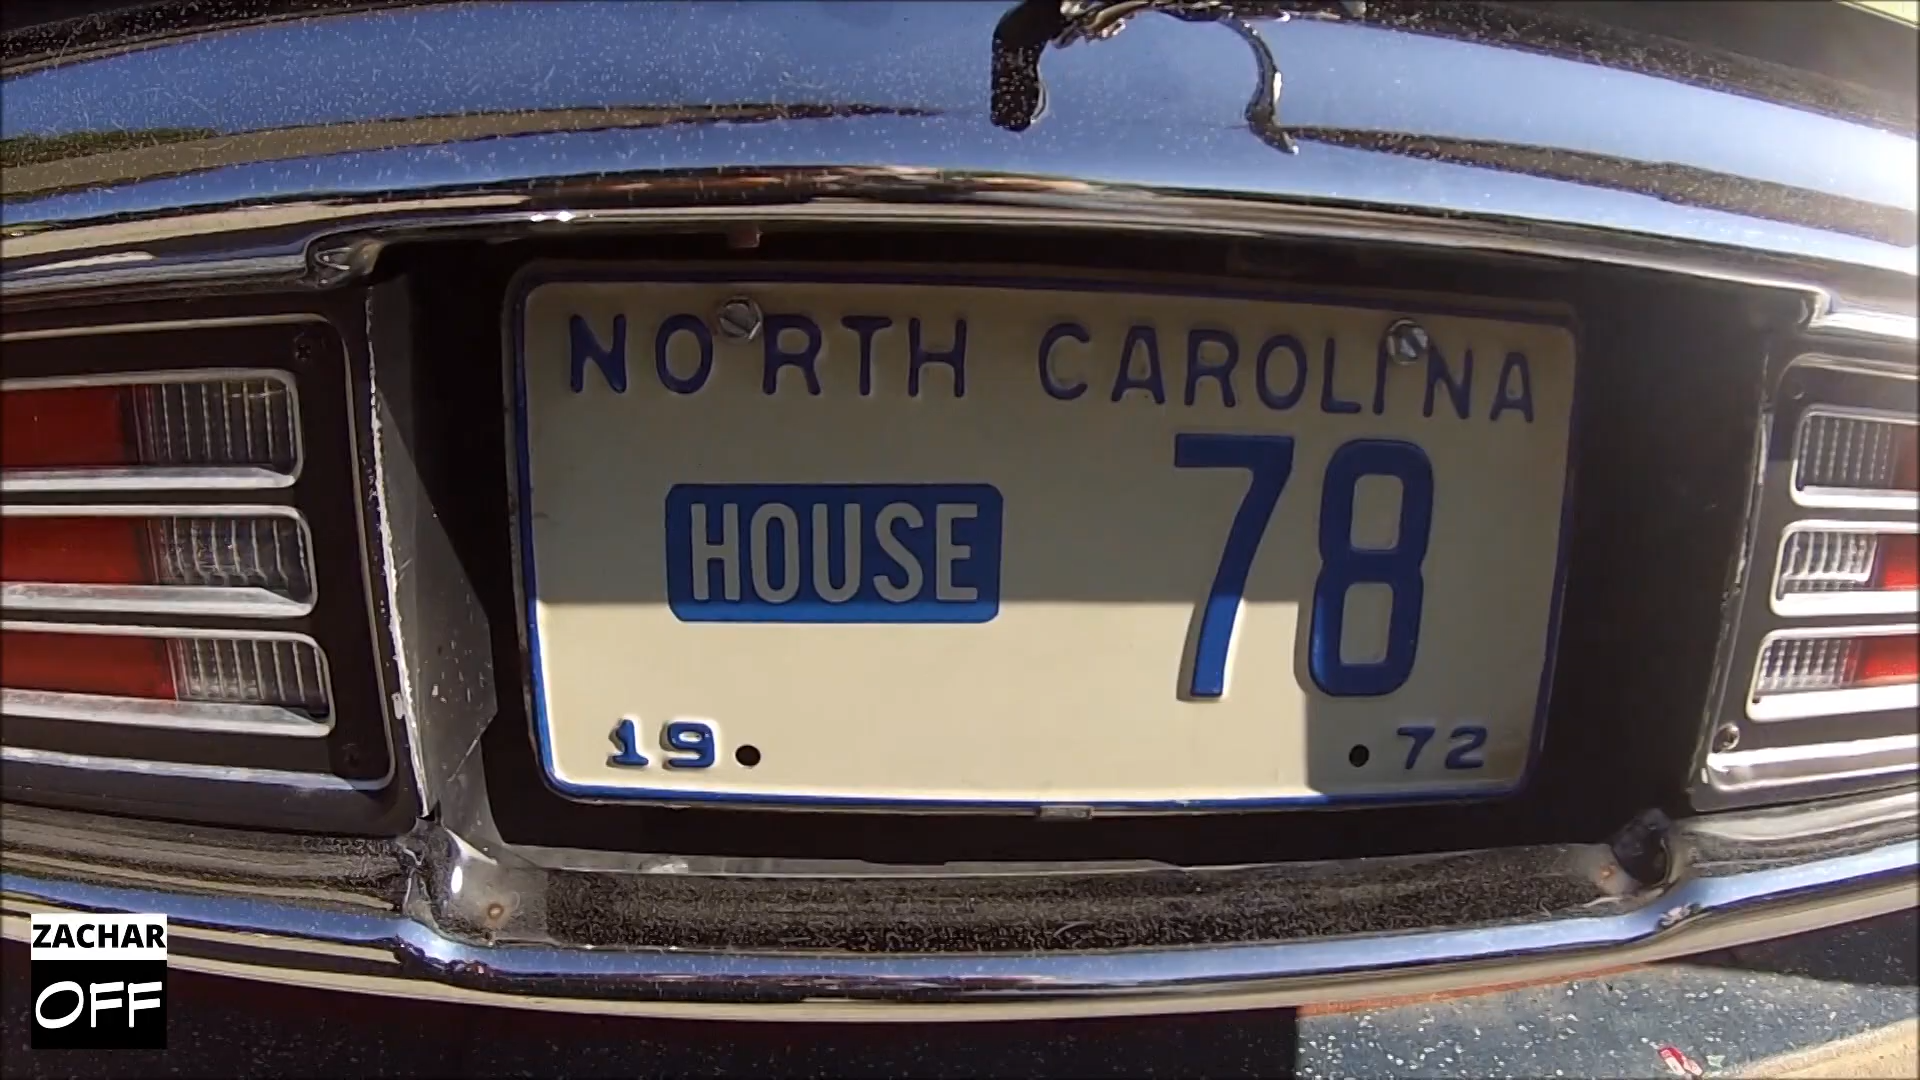 NORTH CAROLINA
HOUSE 78
19 72
ZACHAR
OFF